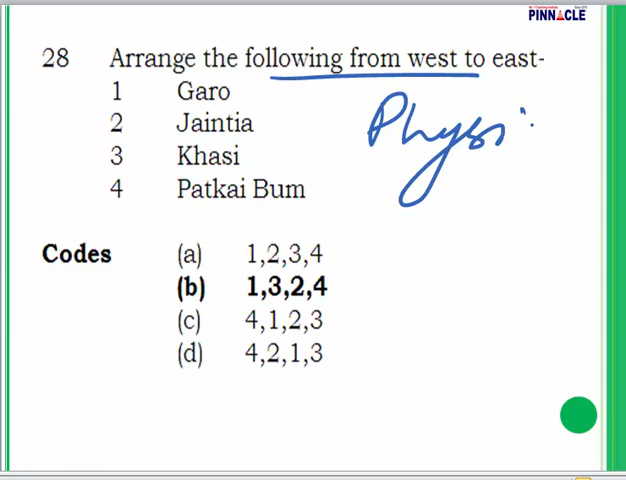 PINNACLE
28 Arrange the following from west to east-
1 Garo
2 Jaintia
3 Khasi
4 Patkai Bum
Physi
Codes (a) 1,2,3,4
(b) 1,3,2,4
(c) 4,1,2,3
(d) 4,2,1,3